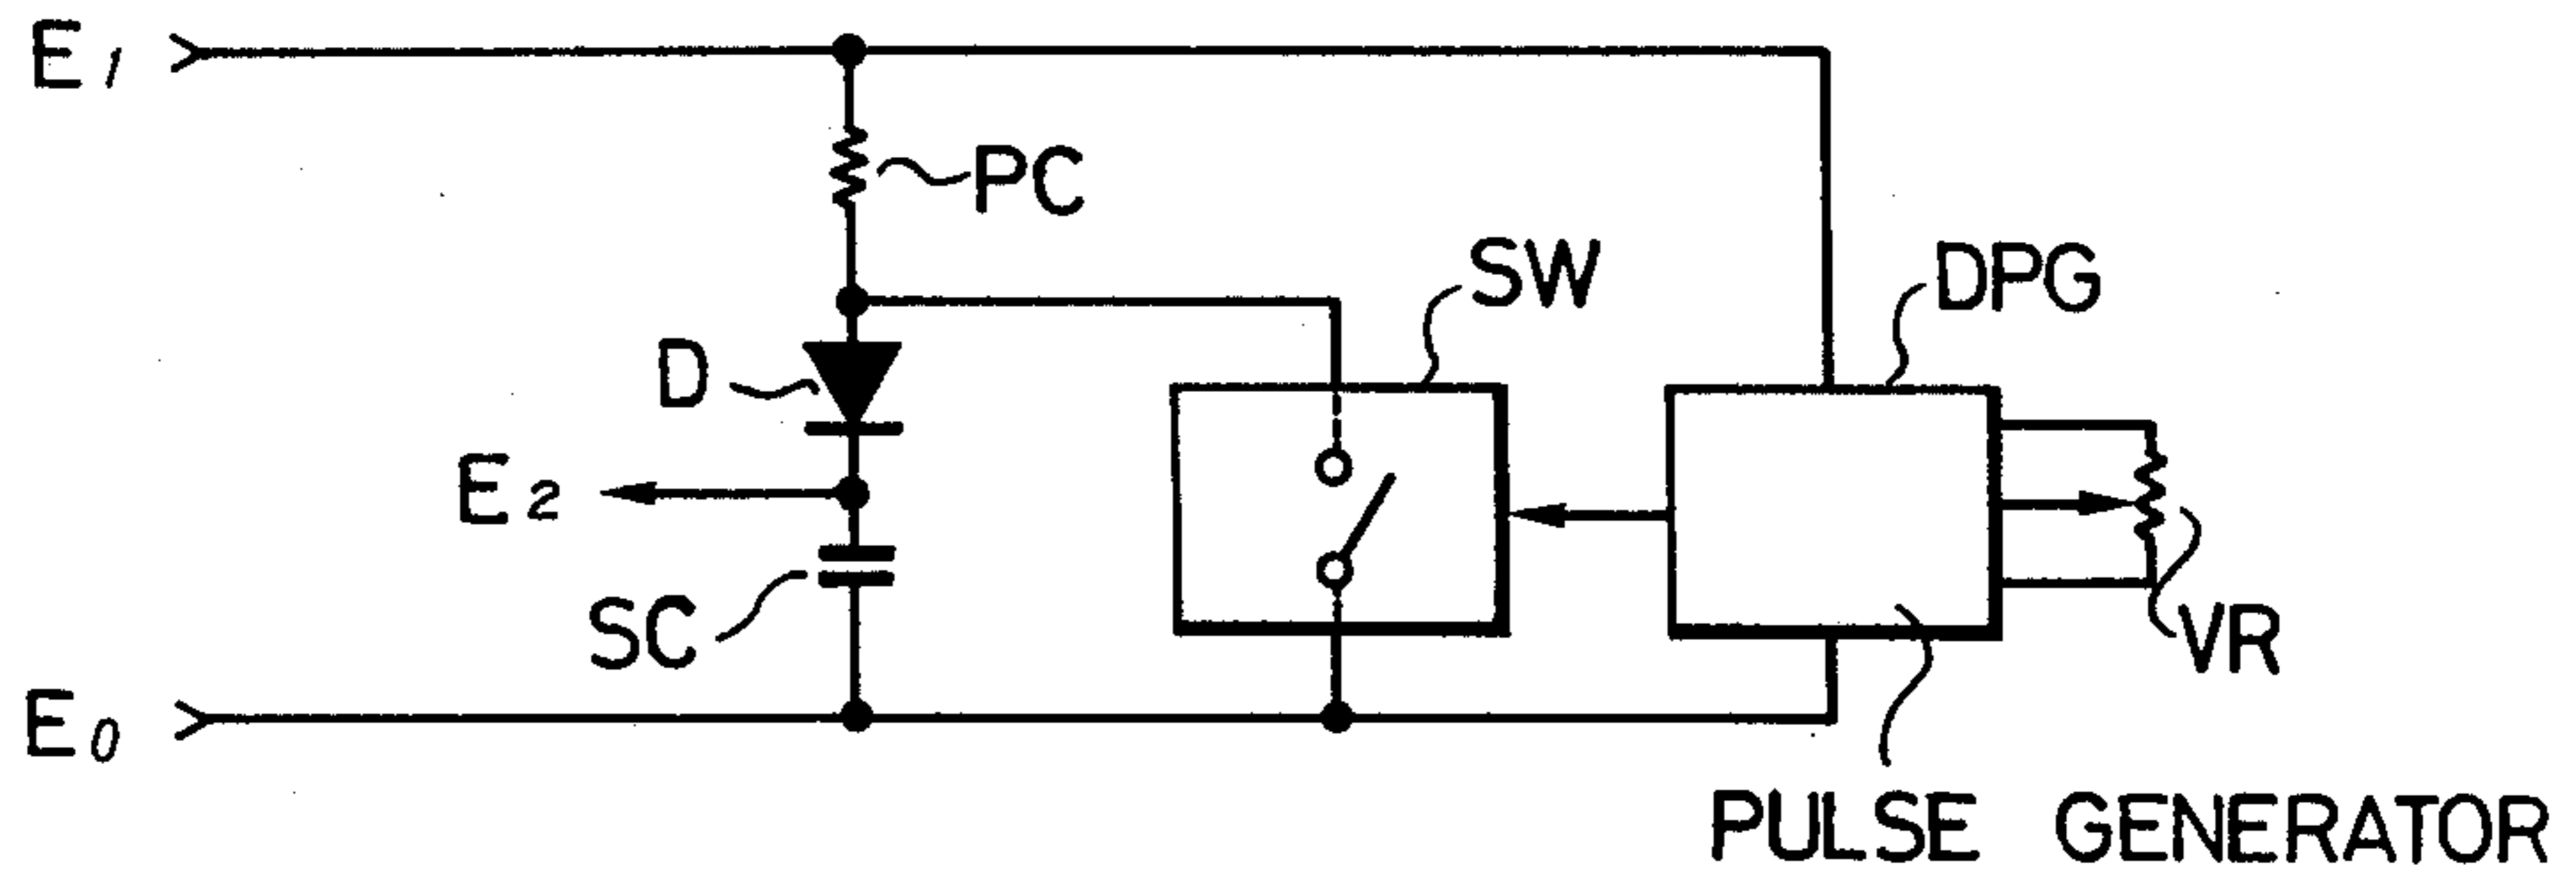 E1
PC
SW
DPG
D
E2
SC
VR
E0
PULSE GENERATOR